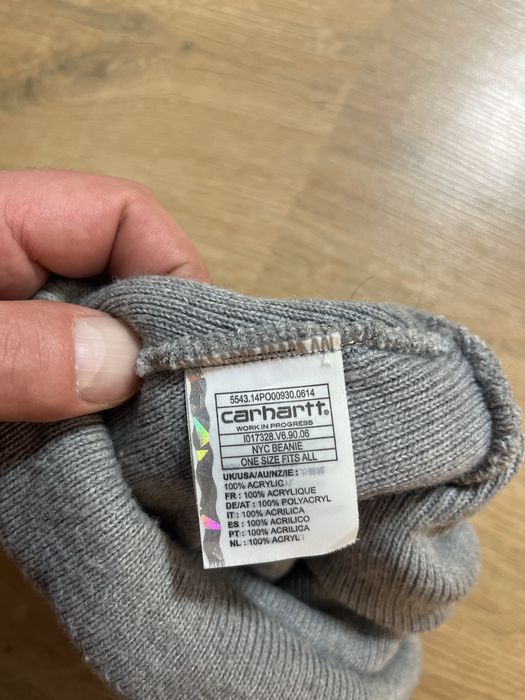 5543.14PO00930.0614
carhartt®
WORK IN PROGRESS
I017328.V6.90.06
NYC BEANIE
ONE SIZE FITS ALL
UK/USA/AU/NZ/IE :
100% ACRYLIC
FR : 100% ACRYLIQUE
DE/AT : 100% POLYACRYL
IT : 100% ACRILICA
ES : 100% ACRILICO
PT : 100% ACRILICA
NL : 100% ACRYL